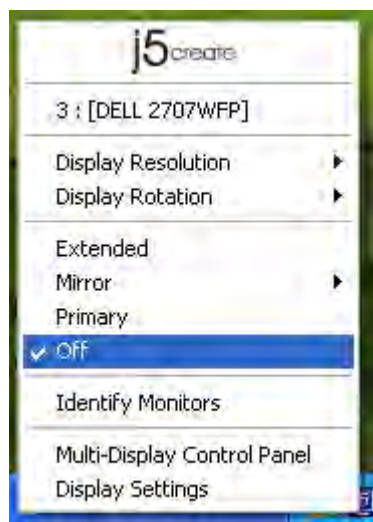 j5create
3 : [DELL 2707WFP]
Display Resolution
Display Rotation
Extended
Mirror
Primary
Off
Identify Monitors
Multi-Display Control Panel
Display Settings